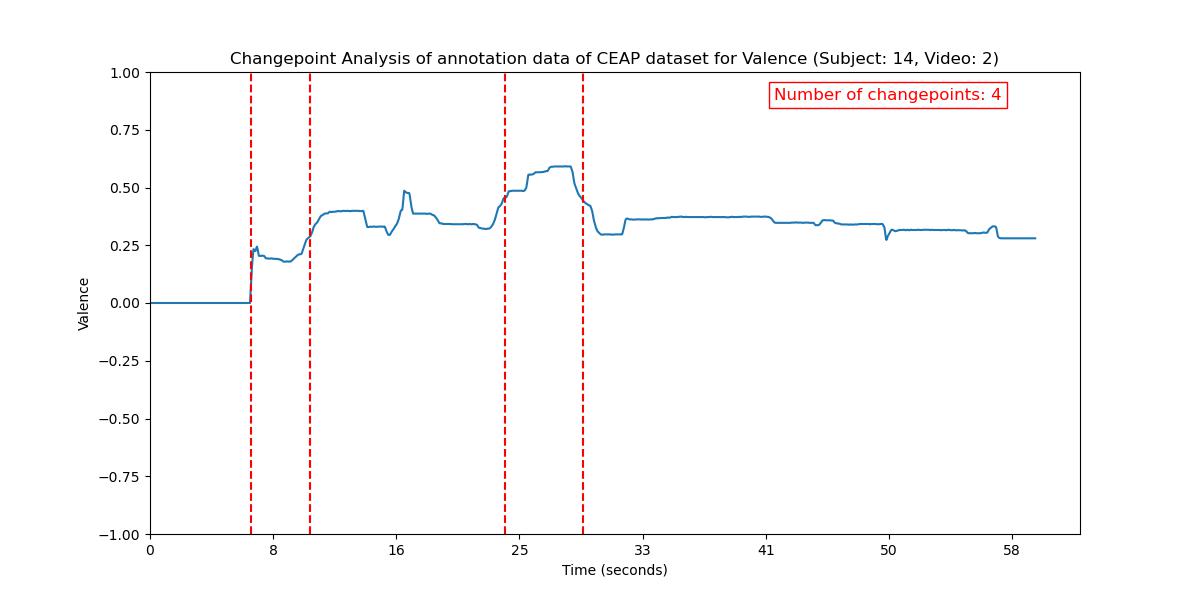 Changepoint Analysis of annotation data of CEAP dataset for Valence (Subject: 14, Video: 2)
Number of changepoints: 4
1.00
0.75
0.50
0.25
0.00
−0.25
−0.50
−0.75
−1.00
Valence
0 8 16 25 33 41 50 58
Time (seconds)